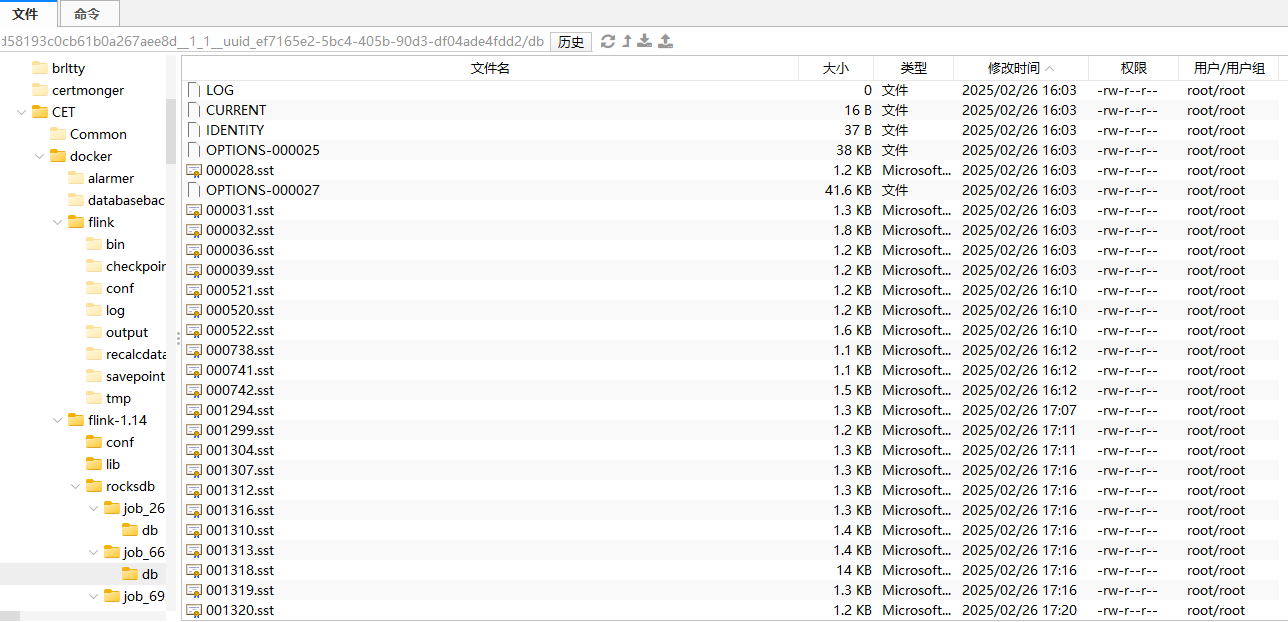 文件 命令
d58193c0cb61b0a267aee8d__1_1__uuid_ef7165e2-5bc4-405b-90d3-df04ade4fdd2/db 历史
brltty
certmonger
CET
Common
docker
alarmer
databasebac
flink
bin
checkpoin
conf
log
output
recalcdata
savepoint
tmp
flink-1.14
conf
lib
rocksdb
job_26
db
job_66
db
job_69
文件名 大小 类型 修改时间 权限 用户/用户组
LOG 0 文件 2025/02/26 16:03 -rw-r--r-- root/root
CURRENT 16 B 文件 2025/02/26 16:03 -rw-r--r-- root/root
IDENTITY 37 B 文件 2025/02/26 16:03 -rw-r--r-- root/root
OPTIONS-000025 38 KB 文件 2025/02/26 16:03 -rw-r--r-- root/root
000028.sst 1.2 KB Microsoft... 2025/02/26 16:03 -rw-r--r-- root/root
OPTIONS-000027 41.6 KB 文件 2025/02/26 16:03 -rw-r--r-- root/root
000031.sst 1.3 KB Microsoft... 2025/02/26 16:03 -rw-r--r-- root/root
000032.sst 1.8 KB Microsoft... 2025/02/26 16:03 -rw-r--r-- root/root
000036.sst 1.2 KB Microsoft... 2025/02/26 16:03 -rw-r--r-- root/root
000039.sst 1.2 KB Microsoft... 2025/02/26 16:03 -rw-r--r-- root/root
000521.sst 1.2 KB Microsoft... 2025/02/26 16:10 -rw-r--r-- root/root
000520.sst 1.2 KB Microsoft... 2025/02/26 16:10 -rw-r--r-- root/root
000522.sst 1.6 KB Microsoft... 2025/02/26 16:10 -rw-r--r-- root/root
000738.sst 1.1 KB Microsoft... 2025/02/26 16:12 -rw-r--r-- root/root
000741.sst 1.1 KB Microsoft... 2025/02/26 16:12 -rw-r--r-- root/root
000742.sst 1.5 KB Microsoft... 2025/02/26 16:12 -rw-r--r-- root/root
001294.sst 1.3 KB Microsoft... 2025/02/26 17:07 -rw-r--r-- root/root
001299.sst 1.2 KB Microsoft... 2025/02/26 17:11 -rw-r--r-- root/root
001304.sst 1.3 KB Microsoft... 2025/02/26 17:11 -rw-r--r-- root/root
001307.sst 1.3 KB Microsoft... 2025/02/26 17:16 -rw-r--r-- root/root
001312.sst 1.3 KB Microsoft... 2025/02/26 17:16 -rw-r--r-- root/root
001316.sst 1.3 KB Microsoft... 2025/02/26 17:16 -rw-r--r-- root/root
001310.sst 1.4 KB Microsoft... 2025/02/26 17:16 -rw-r--r-- root/root
001313.sst 1.4 KB Microsoft... 2025/02/26 17:16 -rw-r--r-- root/root
001318.sst 14 KB Microsoft... 2025/02/26 17:16 -rw-r--r-- root/root
001319.sst 1.3 KB Microsoft... 2025/02/26 17:16 -rw-r--r-- root/root
001320.sst 1.2 KB Microsoft... 2025/02/26 17:20 -rw-r--r-- root/root